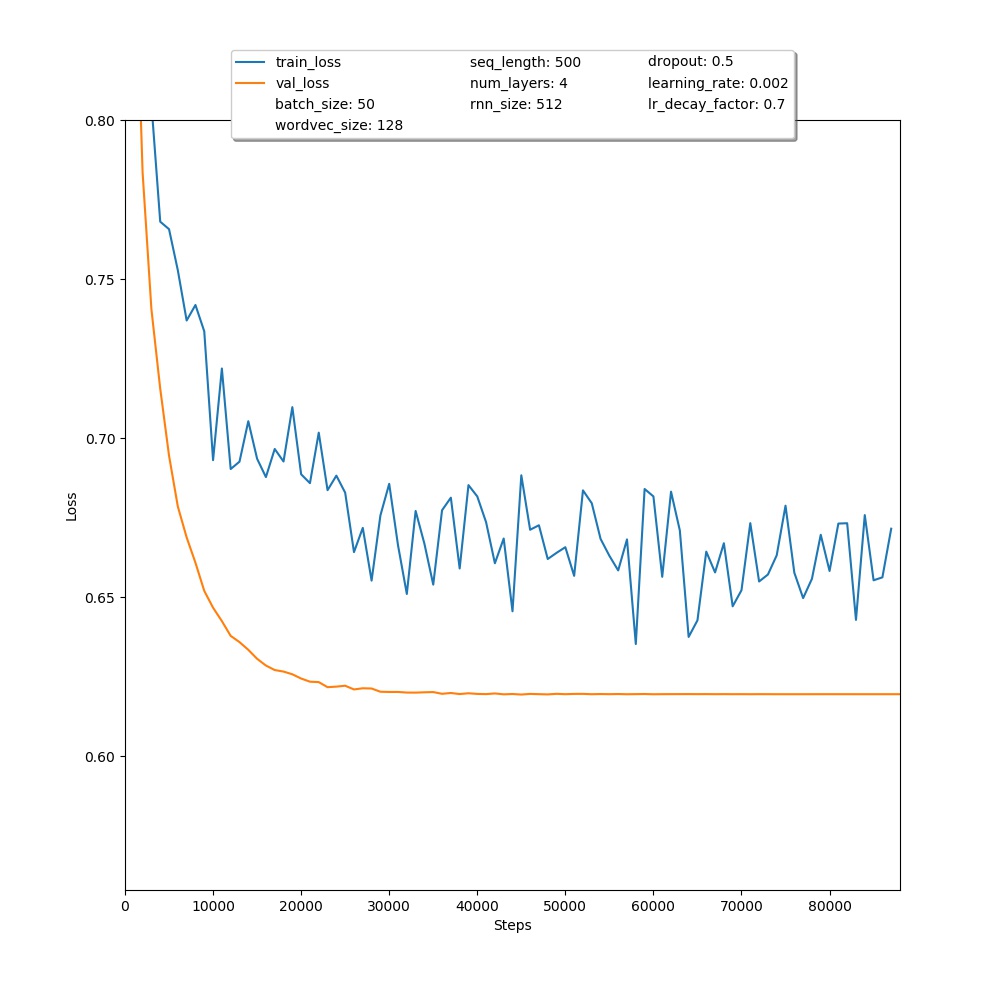 train_loss seq_length: 500 dropout: 0.5
val_loss num_layers: 4 learning_rate: 0.002
batch_size: 50 rnn_size: 512 lr_decay_factor: 0.7
wordvec_size: 128
0.80
0.75
0.70
0.65
0.60
Loss
0 10000 20000 30000 40000 50000 60000 70000 80000
Steps